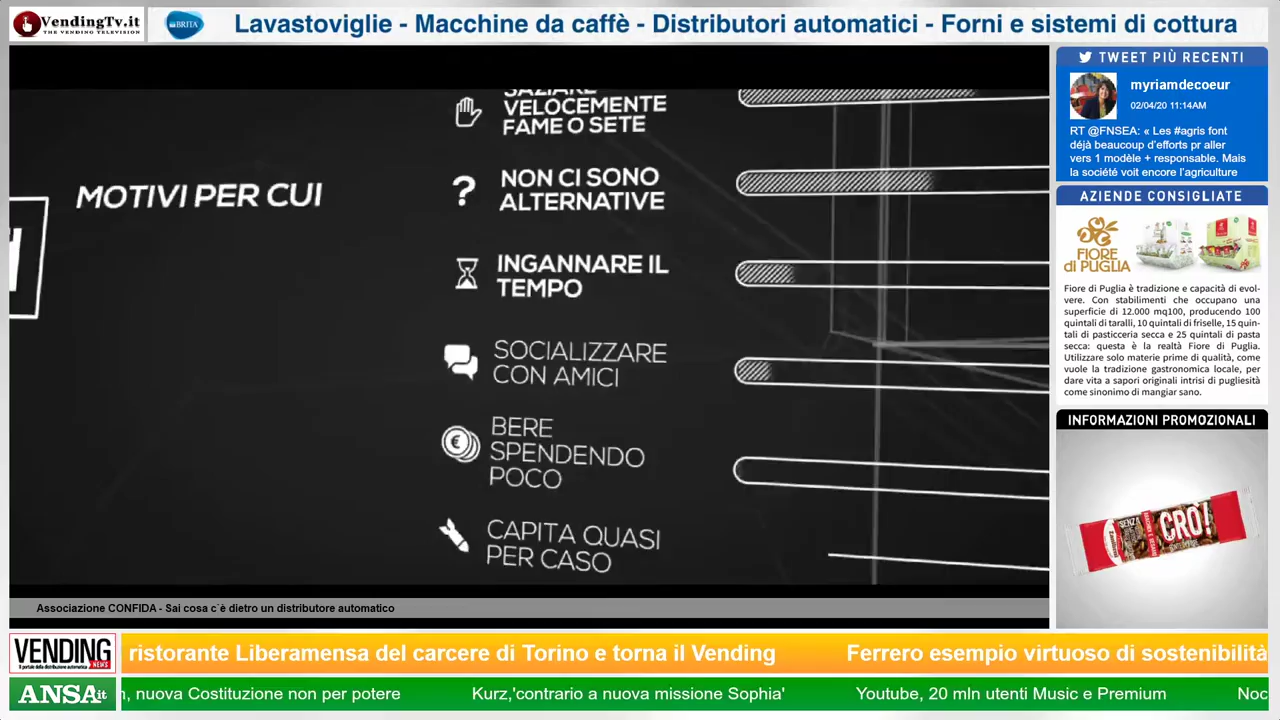 VendingTv.it
THE VENDING TELEVISION
BRITA
Lavastoviglie - Macchine da caffè - Distributori automatici - Forni e sistemi di cottura
MOTIVI PER CUI
SAZIARE
VELOCEMENTE
FAME O SETE
NON CI SONO
ALTERNATIVE
INGANNARE IL
TEMPO
SOCIALIZZARE
CON AMICI
BERE
SPENDENDO
POCO
CAPITA QUASI
PER CASO
Associazione CONFIDA - Sai cosa c¨è dietro un distributore automatico
TWEET PIÙ RECENTI
myriamdecoeur
02/04/20 11:14AM
RT @FNSEA: « Les #agris font
déjà beaucoup d'efforts pr aller
vers 1 modèle + responsable. Mais
la société voit encore l'agriculture
AZIENDE CONSIGLIATE
FIORE
di PUGLIA
Fiore di Puglia è tradizione e capacità di evol-
vere. Con stabilimenti che occupano una
superficie di 12.000 mq100, producendo 100
quintali di taralli, 10 quintali di friselle, 15 quin-
tali di pasticceria secca e 25 quintali di pasta
secca: questa è la realtà Fiore di Puglia.
Utilizzare solo materie prime di qualità, come
vuole la tradizione gastronomica locale, per
dare vita a sapori originali intrisi di pugliesità
come sinonimo di mangiar sano.
INFORMAZIONI PROMOZIONALI
SENZA
CRO!
VENDING
NEWS
Il portale della distribuzione automatica
ristorante Liberamensa del carcere di Torino e torna il Vending Ferrero esempio virtuoso di sostenibilità
ANSA.it
n, nuova Costituzione non per potere Kurz,'contrario a nuova missione Sophia' Youtube, 20 mln utenti Music e Premium Noc